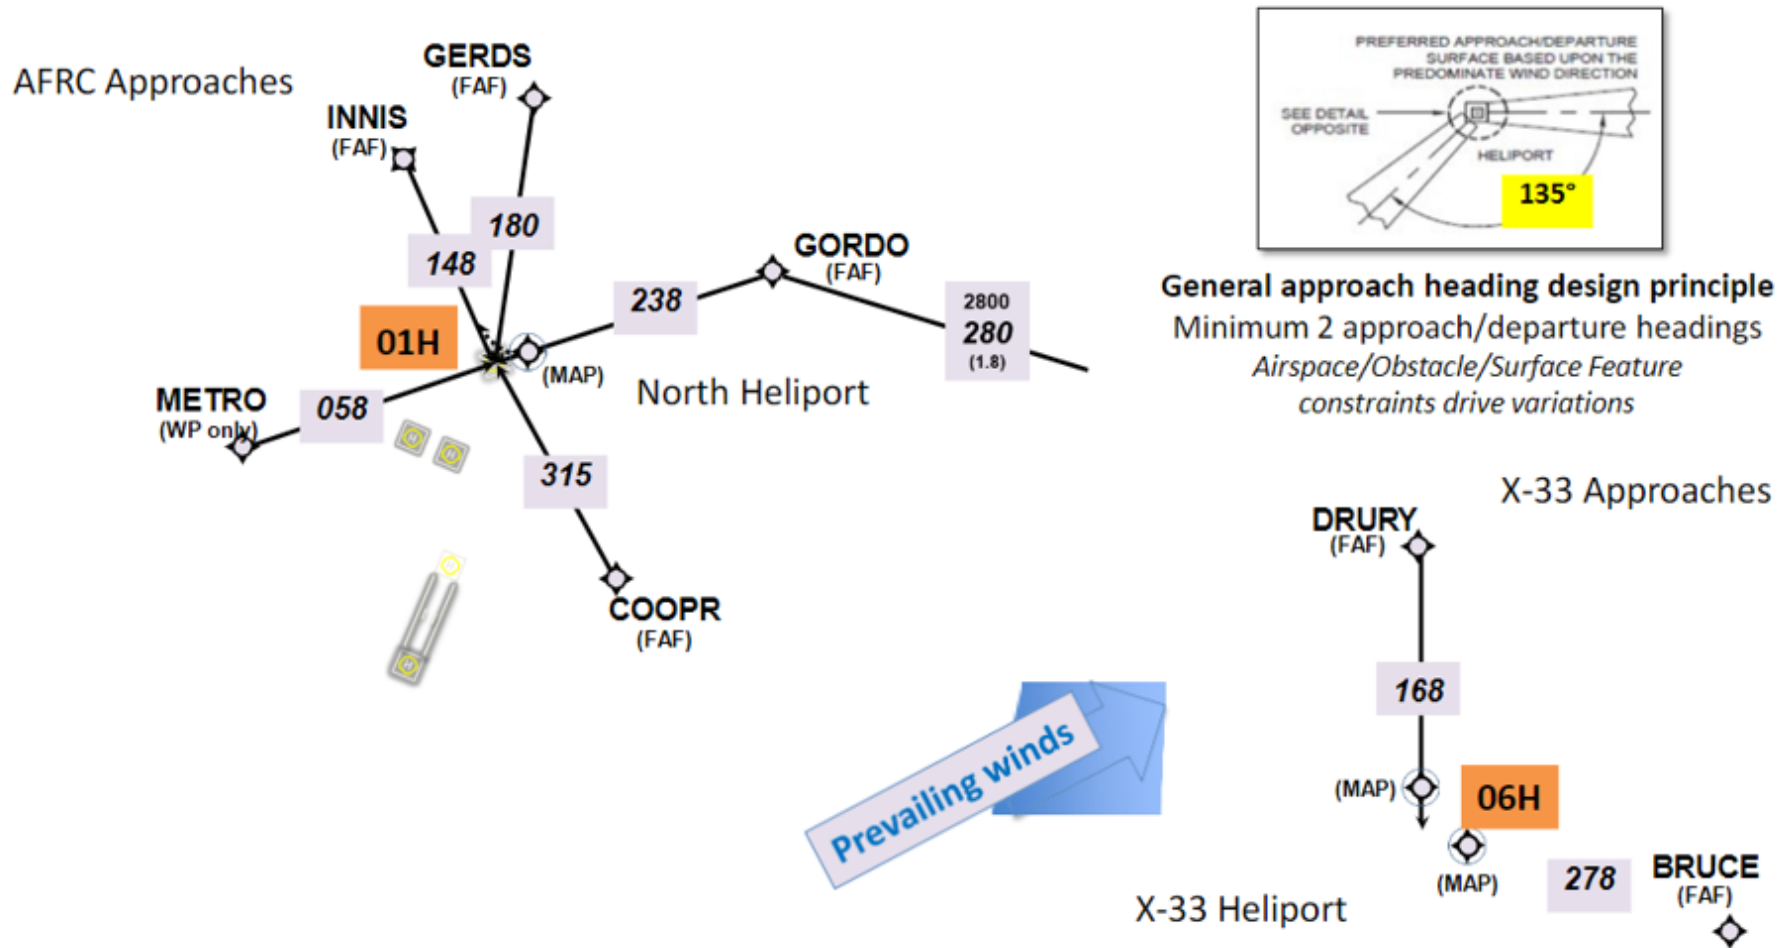 AFRC Approaches
GERDS
(FAF)
INNIS
(FAF)
180
148
01H
GORDO
(FAF)
238
2800
280
(1.8)
(MAP)
North Heliport
METRO
(WP only)
058
315
COOPR
(FAF)
PREFERRED APPROACH/DEPARTURE
SURFACE BASED UPON THE
PREDOMINATE WIND DIRECTION
SEE DETAIL
OPPOSITE
HELIPORT
135°
General approach heading design principle
Minimum 2 approach/departure headings
Airspace/Obstacle/Surface Feature
constraints drive variations
X-33 Approaches
DRURY
(FAF)
168
(MAP)
06H
(MAP)
278
BRUCE
(FAF)
X-33 Heliport
Prevailing winds
H
H
H
H